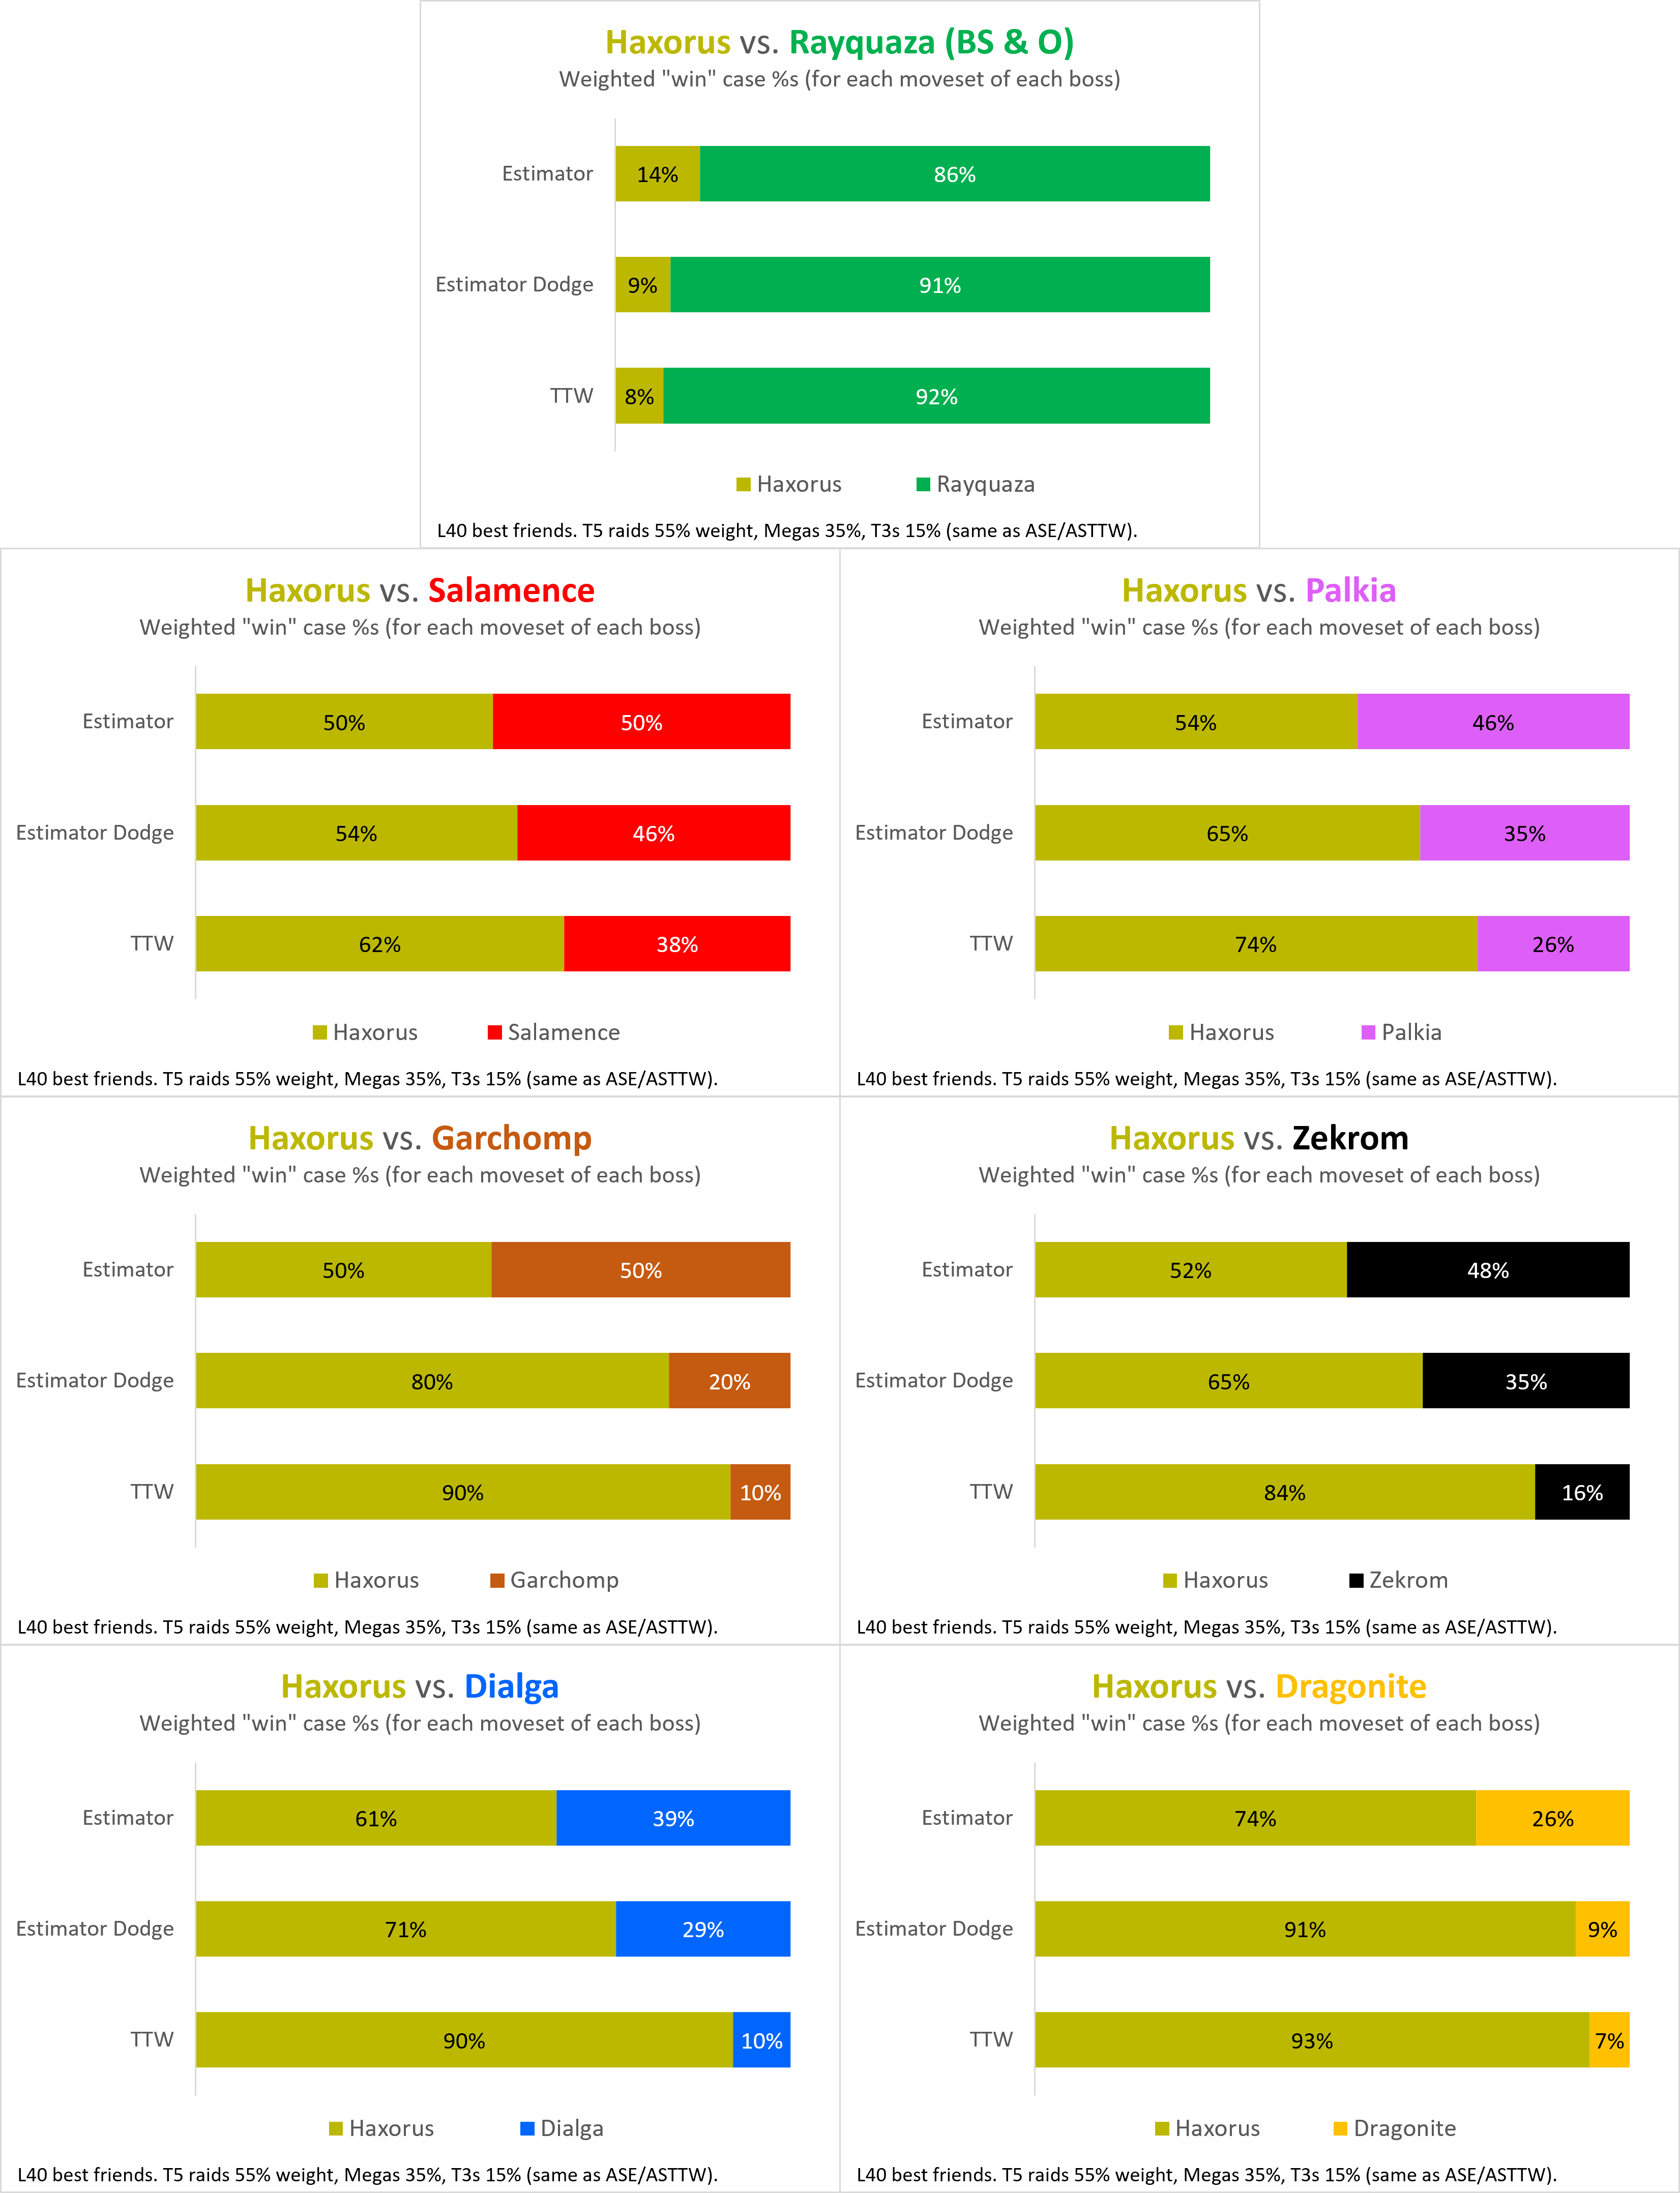 Haxorus vs. Rayquaza (BS & O)
Weighted "win" case %s (for each moveset of each boss)
Estimator
14%
86%
Estimator Dodge
9%
91%
TTW
8%
92%
Haxorus
Rayquaza
L40 best friends. T5 raids 55% weight, Megas 35%, T3s 15% (same as ASE/ASTTW).
Haxorus vs. Salamence
Weighted "win" case %s (for each moveset of each boss)
Estimator
50%
50%
Estimator Dodge
54%
46%
TTW
62%
38%
Haxorus
Salamence
L40 best friends. T5 raids 55% weight, Megas 35%, T3s 15% (same as ASE/ASTTW).
Haxorus vs. Palkia
Weighted "win" case %s (for each moveset of each boss)
Estimator
54%
46%
Estimator Dodge
65%
35%
TTW
74%
26%
Haxorus
Palkia
L40 best friends. T5 raids 55% weight, Megas 35%, T3s 15% (same as ASE/ASTTW).
Haxorus vs. Garchomp
Weighted "win" case %s (for each moveset of each boss)
Estimator
50%
50%
Estimator Dodge
80%
20%
TTW
90%
10%
Haxorus
Garchomp
L40 best friends. T5 raids 55% weight, Megas 35%, T3s 15% (same as ASE/ASTTW).
Haxorus vs. Zekrom
Weighted "win" case %s (for each moveset of each boss)
Estimator
52%
48%
Estimator Dodge
65%
35%
TTW
84%
16%
Haxorus
Zekrom
L40 best friends. T5 raids 55% weight, Megas 35%, T3s 15% (same as ASE/ASTTW).
Haxorus vs. Dialga
Weighted "win" case %s (for each moveset of each boss)
Estimator
61%
39%
Estimator Dodge
71%
29%
TTW
90%
10%
Haxorus
Dialga
L40 best friends. T5 raids 55% weight, Megas 35%, T3s 15% (same as ASE/ASTTW).
Haxorus vs. Dragonite
Weighted "win" case %s (for each moveset of each boss)
Estimator
74%
26%
Estimator Dodge
91%
9%
TTW
93%
7%
Haxorus
Dragonite
L40 best friends. T5 raids 55% weight, Megas 35%, T3s 15% (same as ASE/ASTTW).